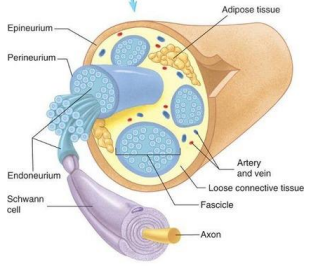 Adipose tissue
Epineurium
Perineurium
Endoneurium
Artery
and vein
Loose connective tissue
Schwann
cell
Fascicle
Axon